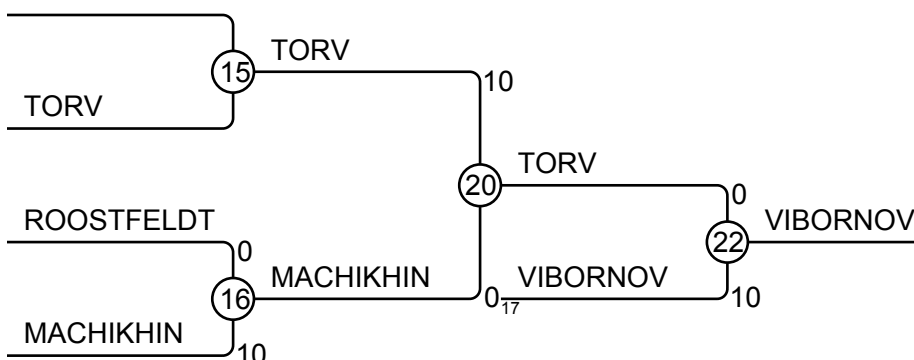 TORV
15
TORV
10
TORV
20
0
ROOSTFELDT
0
VIBORNOV
22
MACHIKHIN
VIBORNOV
16
0
17
10
MACHIKHIN
10